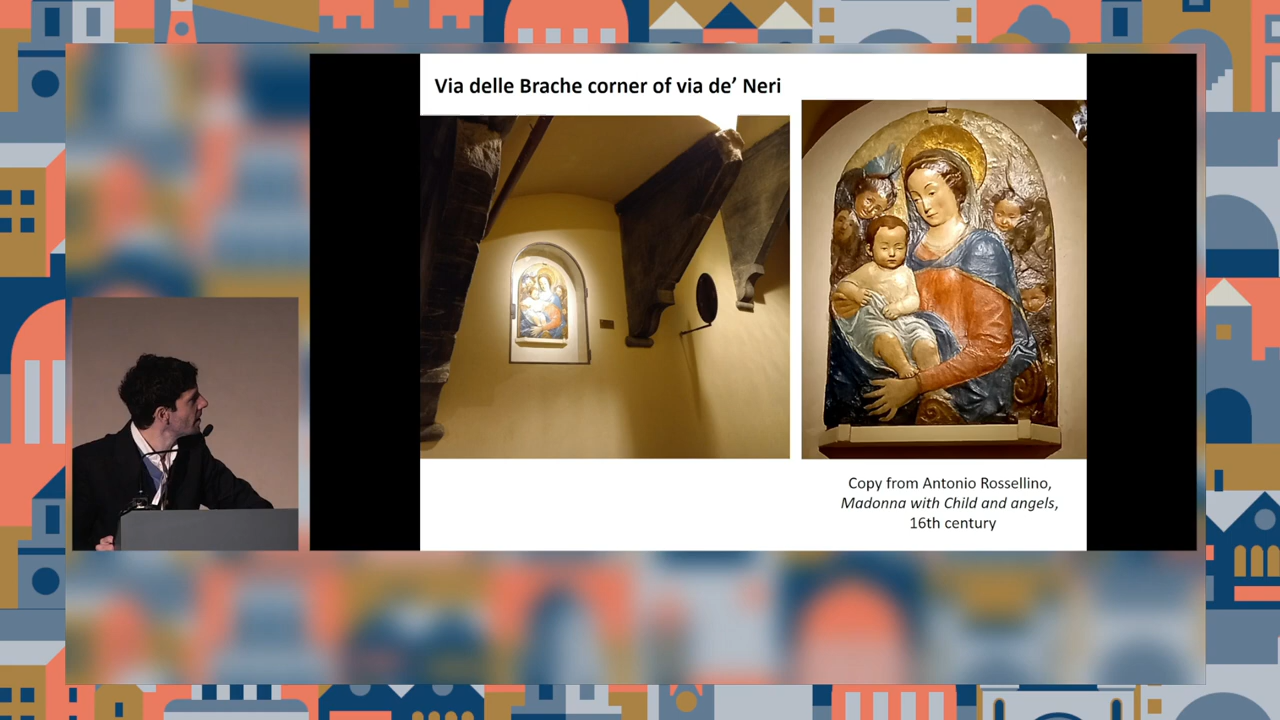 Via delle Brache corner of via de’ Neri
Copy from Antonio Rossellino,
Madonna with Child and angels,
16th century